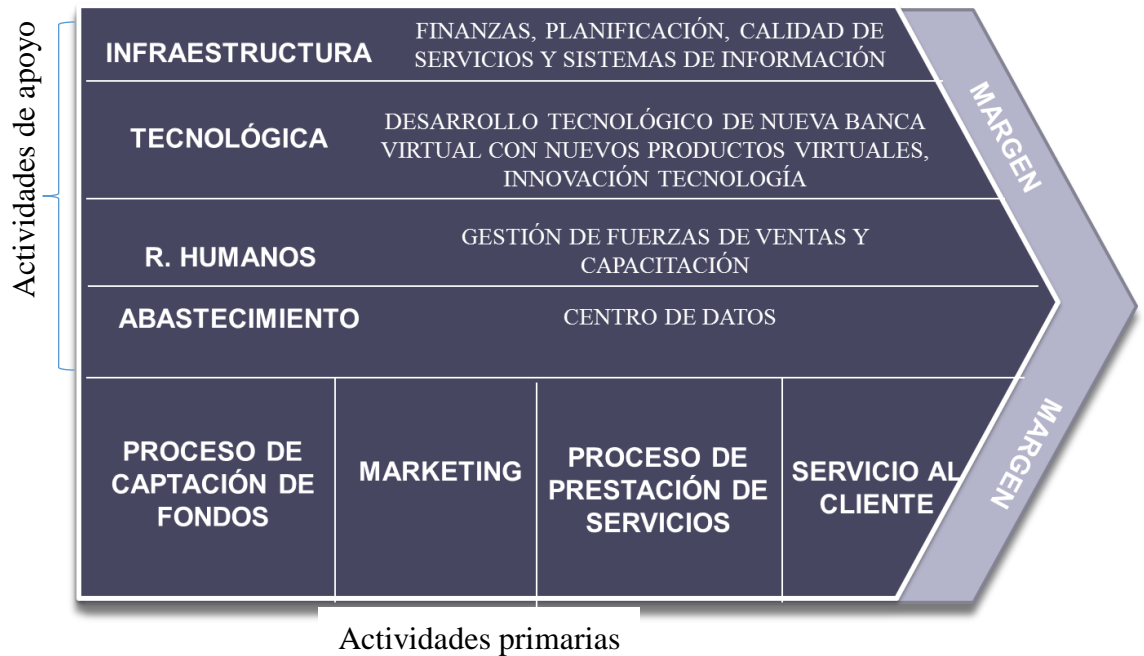 Actividades de apoyo
INFRAESTRUCTURA
FINANZAS, PLANIFICACIÓN, CALIDAD DE
SERVICIOS Y SISTEMAS DE INFORMACIÓN
TECNOLÓGICA
DESARROLLO TECNOLÓGICO DE NUEVA BANCA
VIRTUAL CON NUEVOS PRODUCTOS VIRTUALES,
INNOVACIÓN TECNOLOGÍA
R. HUMANOS
GESTIÓN DE FUERZAS DE VENTAS Y
CAPACITACIÓN
ABASTECIMIENTO
CENTRO DE DATOS
MARGEN
PROCESO DE
CAPTACIÓN DE
FONDOS
MARKETING
PROCESO DE
PRESTACIÓN DE
SERVICIOS
SERVICIO AL
CLIENTE
MARGEN
Actividades primarias